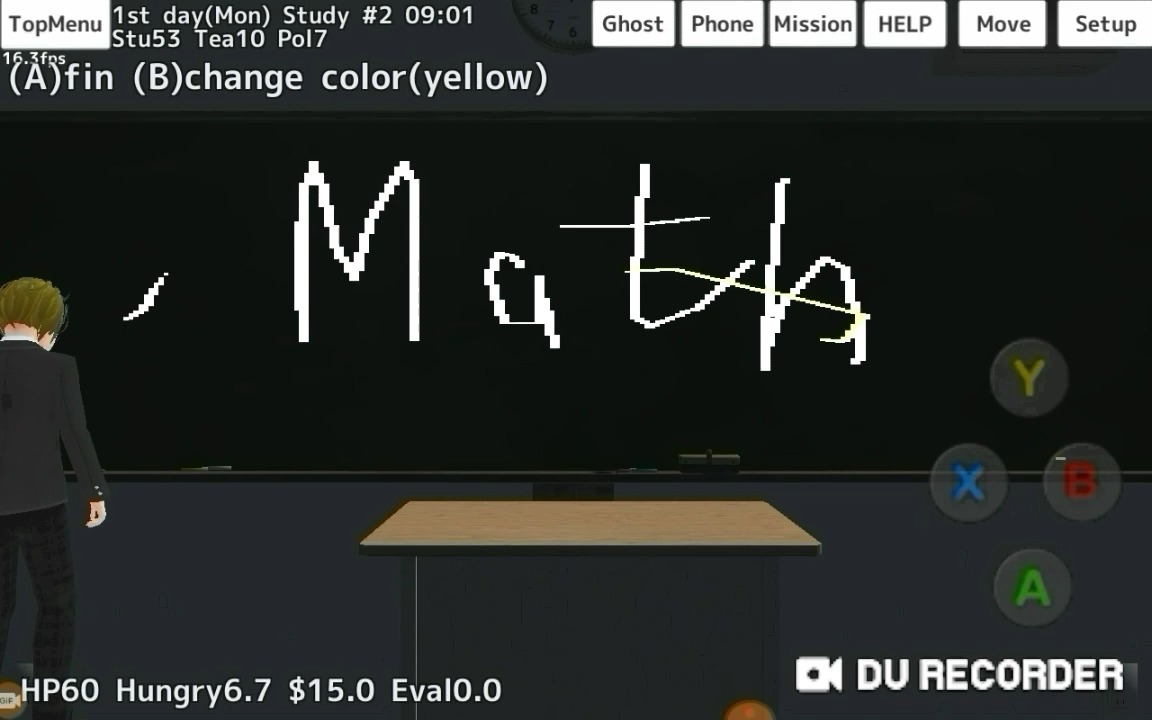 TopMenu
1st day(Mon) Study #2 09:01
Ghost
Phone
Mission
HELP
Move
Setup
Stu53 Tea10 Pol7
16.3fps
(A)fin (B)change color(yellow)
Math
Y
X
B
A
HP60 Hungry6.7 $15.0 Eval0.0
GIF
DU RECORDER